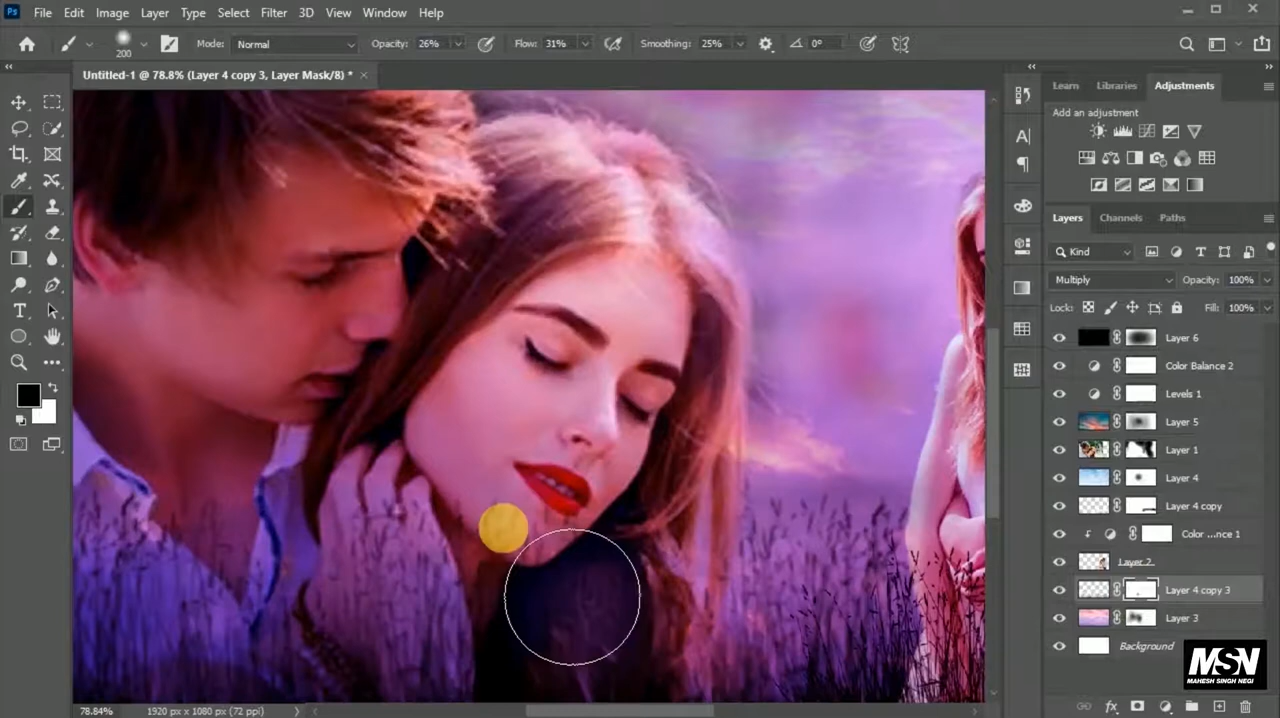 Ps File Edit Image Layer Type Select Filter 3D View Window Help
200 Mode: Normal Opacity: 26% Flow: 31% Smoothing: 25% 0°
Untitled-1 @ 78.8% (Layer 4 copy 3, Layer Mask/8) *
Learn Libraries Adjustments
Add an adjustment
Layers Channels Paths
Kind
Multiply Opacity: 100%
Lock: Fill: 100%
Layer 6
Color Balance 2
Levels 1
Layer 5
Layer 1
Layer 4
Layer 4 copy
Color ...nce 1
Layer 2
Layer 4 copy 3
Layer 3
Background
MSN
MAHESH SINGH NEGI
78.84% 1920 px x 1080 px (72 ppi)